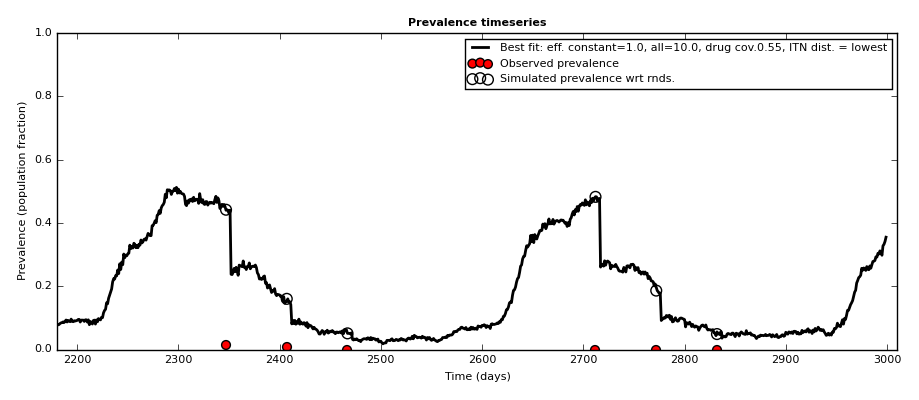 Prevalence timeseries
1.0
0.8
0.6
0.4
0.2
0.0
Prevalence (population fraction)
Best fit: eff. constant=1.0, all=10.0, drug cov.0.55, ITN dist. = lowest
Observed prevalence
Simulated prevalence wrt rnds.
2200 2300 2400 2500 2600 2700 2800 2900 3000
Time (days)